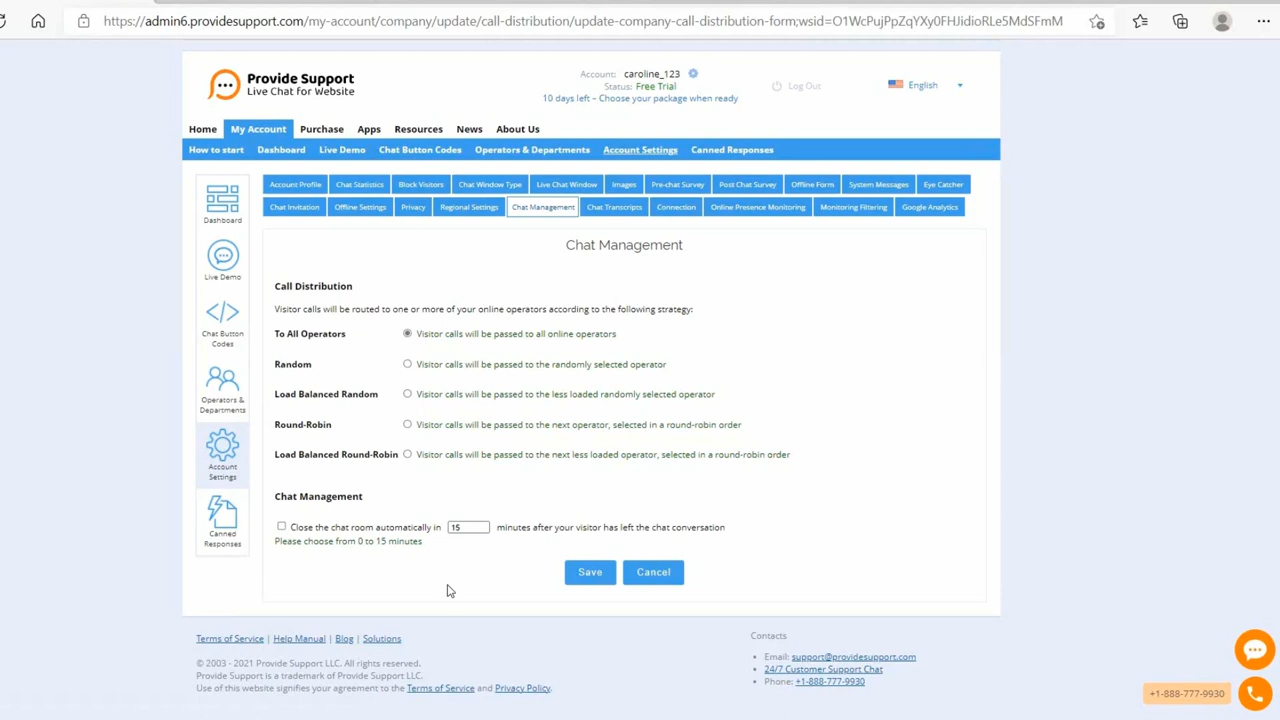 https://admin6.providesupport.com/my-account/company/update/call-distribution/update-company-call-distribution-form;wsid=O1WcPujPpZqYXy0FHJidioRLe5MdSFmM
Provide Support
Live Chat for Website
Account: caroline_123
Status: Free Trial
10 days left – Choose your package when ready
Log Out
English
Home My Account Purchase Apps Resources News About Us
How to start Dashboard Live Demo Chat Button Codes Operators & Departments Account Settings Canned Responses
Dashboard
Live Demo
Chat Button
Codes
Operators &
Departments
Account
Settings
Canned
Responses
Account Profile Chat Statistics Block Visitors Chat Window Type Live Chat Window Images Pre-chat Survey Post Chat Survey Offline Form System Messages Eye Catcher
Chat Invitation Offline Settings Privacy Regional Settings Chat Management Chat Transcripts Connection Online Presence Monitoring Monitoring Filtering Google Analytics
Chat Management
Call Distribution
Visitor calls will be routed to one or more of your online operators according to the following strategy:
To All Operators Visitor calls will be passed to all online operators
Random Visitor calls will be passed to the randomly selected operator
Load Balanced Random Visitor calls will be passed to the less loaded randomly selected operator
Round-Robin Visitor calls will be passed to the next operator, selected in a round-robin order
Load Balanced Round-Robin Visitor calls will be passed to the next less loaded operator, selected in a round-robin order
Chat Management
Close the chat room automatically in 15 minutes after your visitor has left the chat conversation
Please choose from 0 to 15 minutes
Save Cancel
Terms of Service | Help Manual | Blog | Solutions
© 2003 - 2021 Provide Support LLC. All rights reserved.
Provide Support is a trademark of Provide Support LLC.
Use of this website signifies your agreement to the Terms of Service and Privacy Policy.
Contacts
• Email: support@providesupport.com
• 24/7 Customer Support Chat
• Phone: +1-888-777-9930
+1-888-777-9930